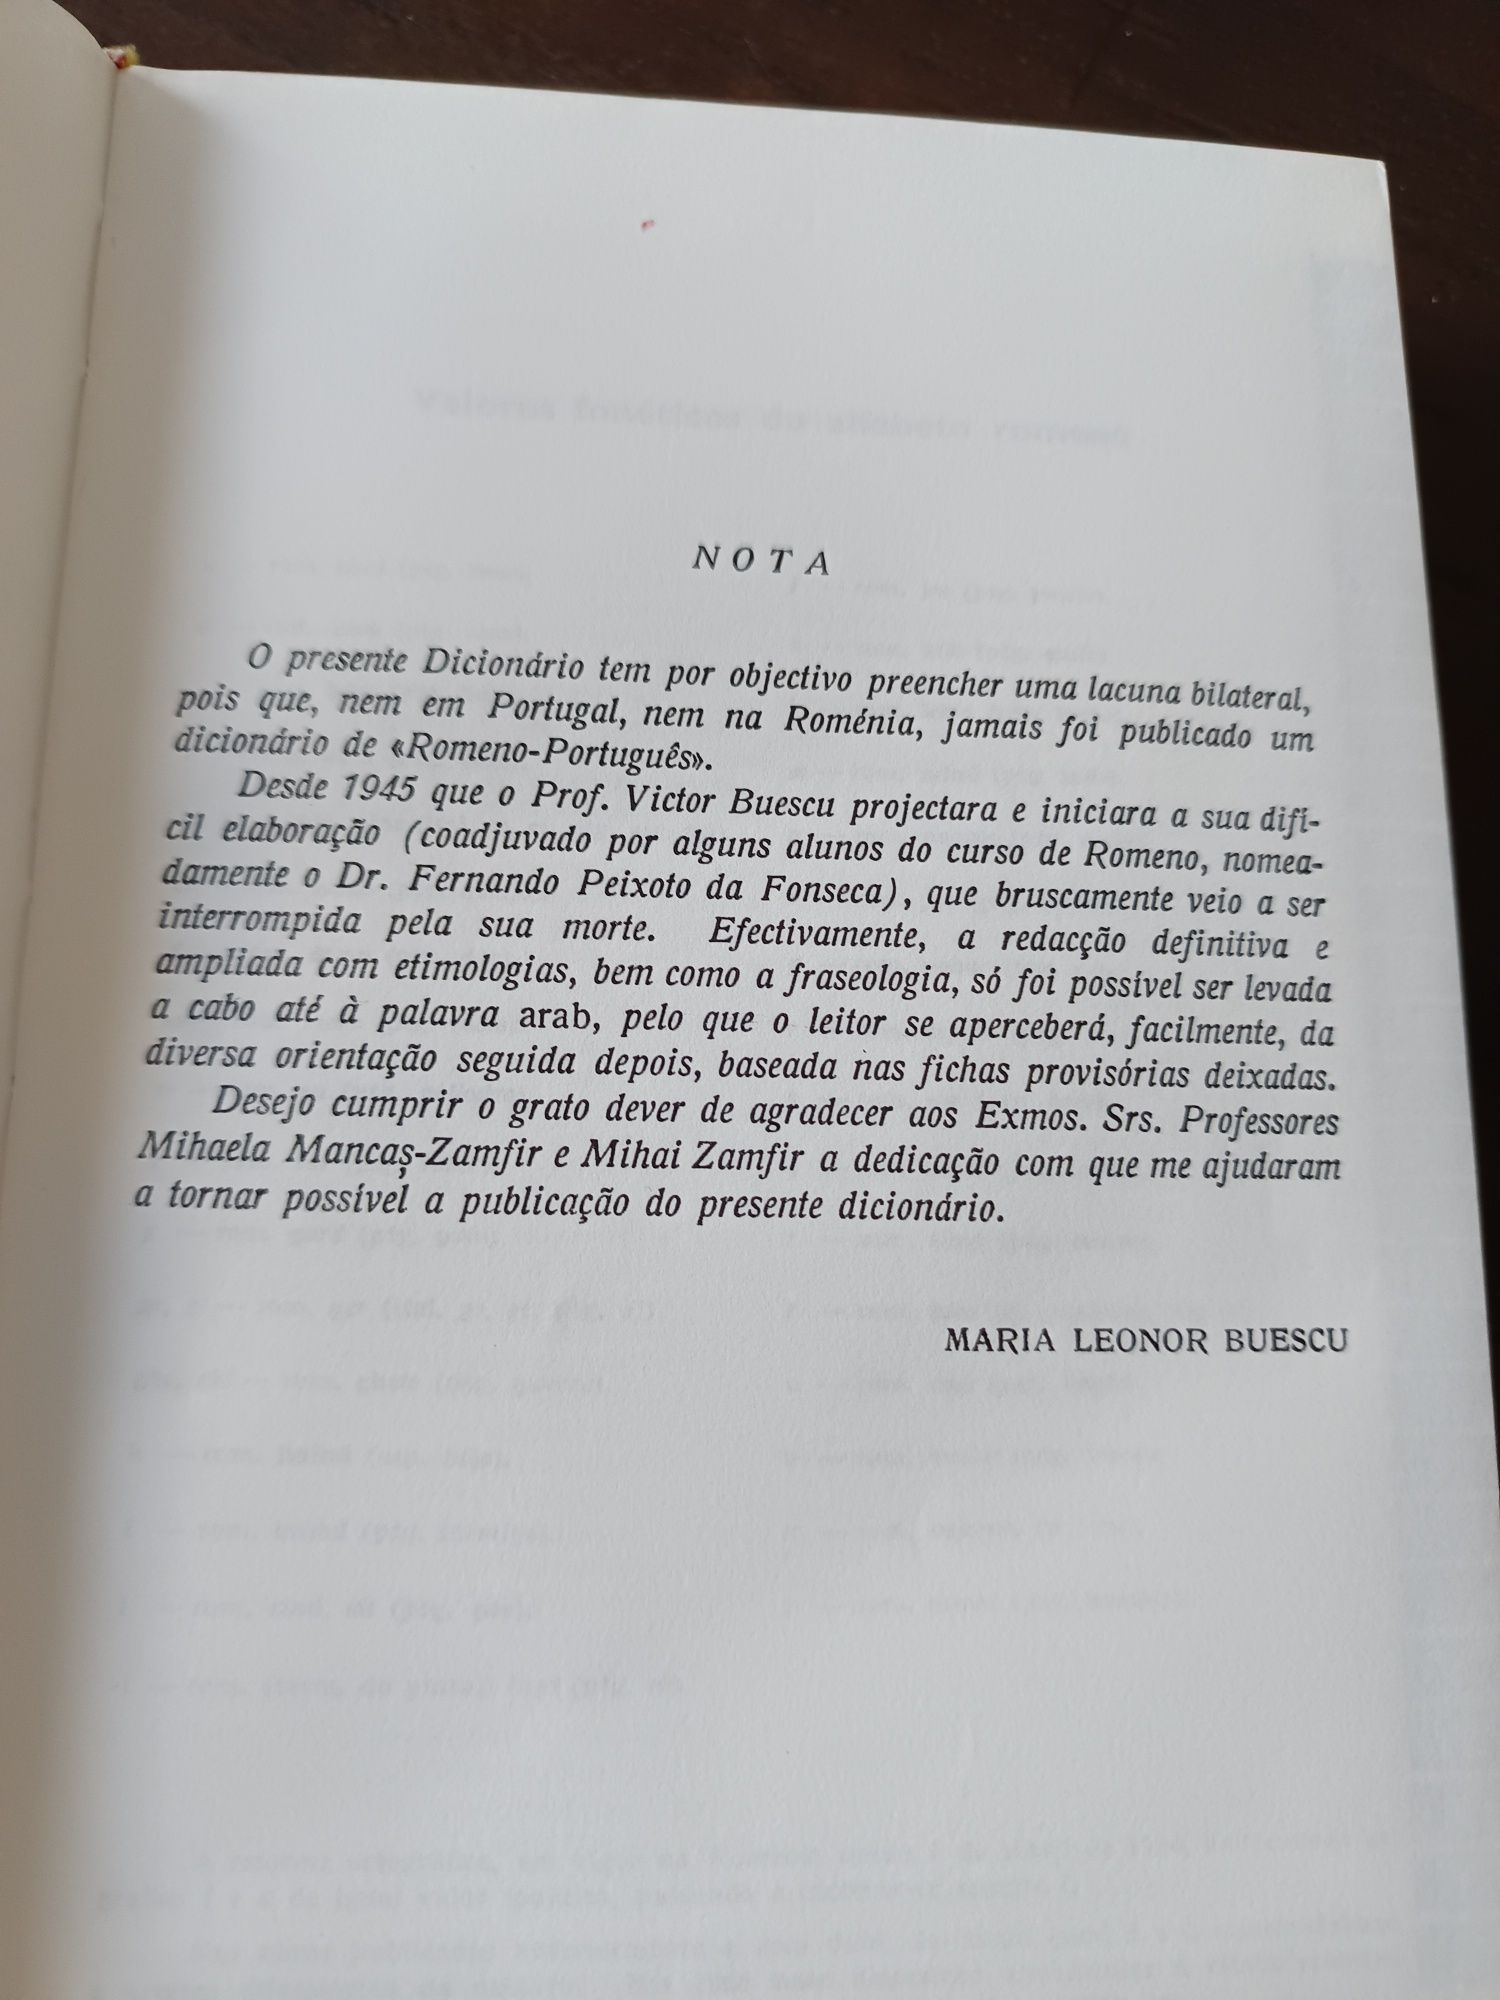 NOTA
O presente Dicionário tem por objectivo preencher uma lacuna bilateral,
pois que, nem em Portugal, nem na Roménia, jamais foi publicado um
dicionário de «Romeno-Português».
Desde 1945 que o Prof. Victor Buescu projectara e iniciara a sua difí-
cil elaboração (coadjuvado por alguns alunos do curso de Romeno, nomea-
damente o Dr. Fernando Peixoto da Fonseca), que bruscamente veio a ser
interrompida pela sua morte. Efectivamente, a redacção definitiva e
ampliada com etimologias, bem como a fraseologia, só foi possível ser levada
a cabo até à palavra arab, pelo que o leitor se aperceberá, facilmente, da
diversa orientação seguida depois, baseada nas fichas provisórias deixadas.
Desejo cumprir o grato dever de agradecer aos Exmos. Srs. Professores
Mihaela Mancaș-Zamfir e Mihai Zamfir a dedicação com que me ajudaram
a tornar possível a publicação do presente dicionário.
MARIA LEONOR BUESCU